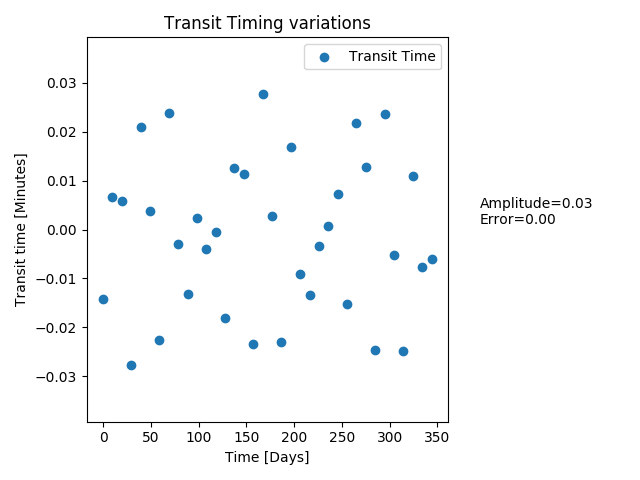 Transit Timing variations
Transit Time
0.03
0.02
0.01
0.00
−0.01
−0.02
−0.03
Transit time [Minutes]
0 50 100 150 200 250 300 350
Time [Days]
Amplitude=0.03
Error=0.00